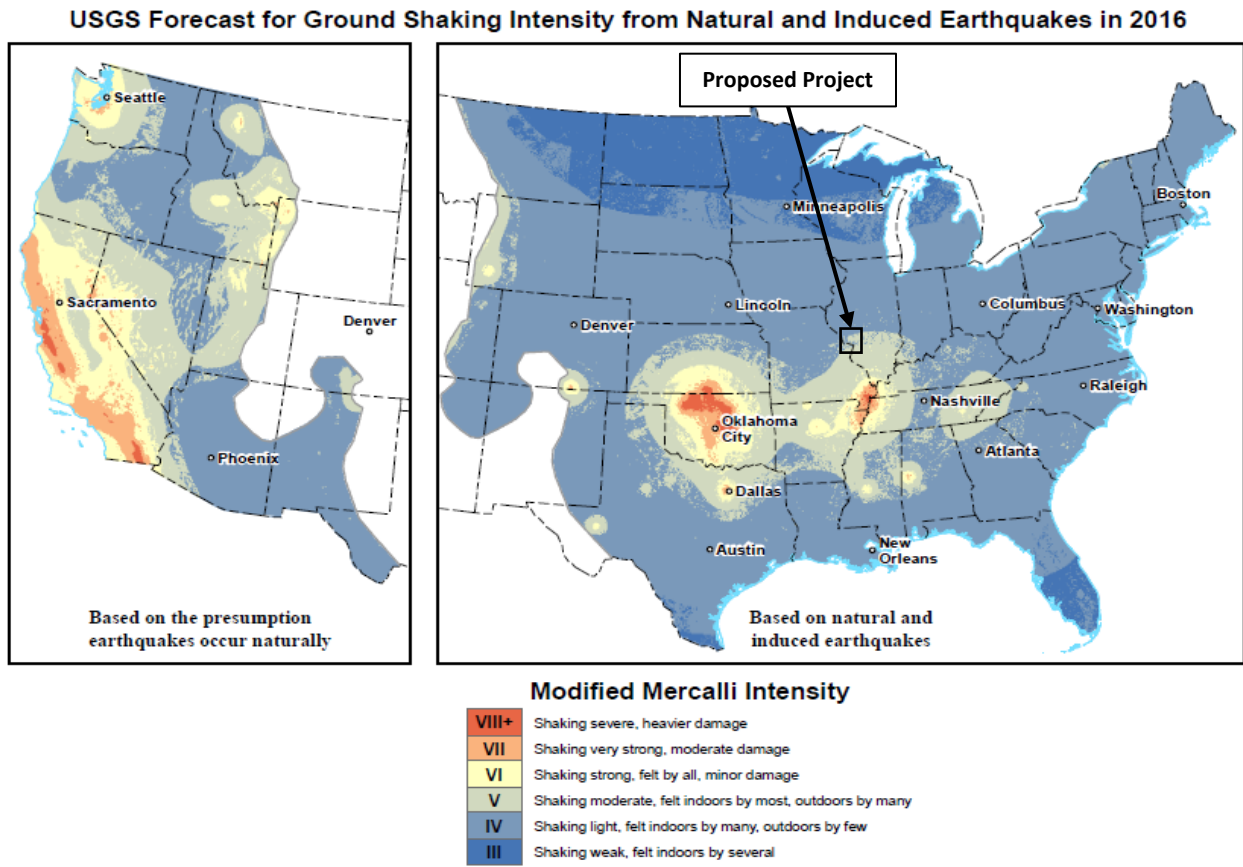 USGS Forecast for Ground Shaking Intensity from Natural and Induced Earthquakes in 2016
Proposed Project
Seattle
Sacramento
Denver
Phoenix
Based on the presumption
earthquakes occur naturally
Minneapolis
Boston
Lincoln
Columbus
Washington
Denver
Raleigh
Nashville
Oklahoma
City
Atlanta
Dallas
Austin
New
Orleans
Based on natural and
induced earthquakes
Modified Mercalli Intensity
VIII+ Shaking severe, heavier damage
VII Shaking very strong, moderate damage
VI Shaking strong, felt by all, minor damage
V Shaking moderate, felt indoors by most, outdoors by many
IV Shaking light, felt indoors by many, outdoors by few
III Shaking weak, felt indoors by several